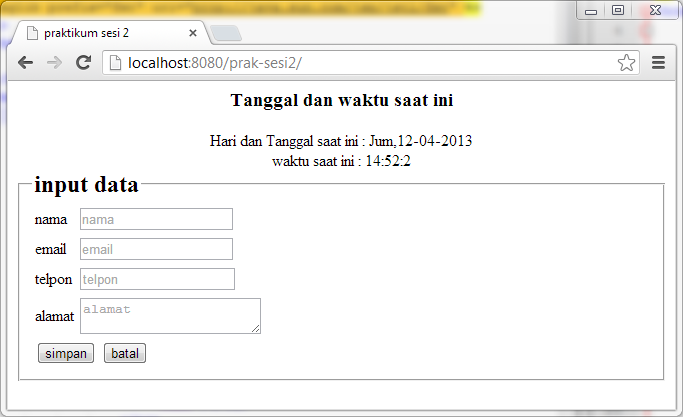 praktikum sesi 2
localhost:8080/prak-sesi2/
Tanggal dan waktu saat ini
Hari dan Tanggal saat ini : Jum,12-04-2013
waktu saat ini : 14:52:2
input data
nama nama
email email
telpon telpon
alamat alamat
simpan batal